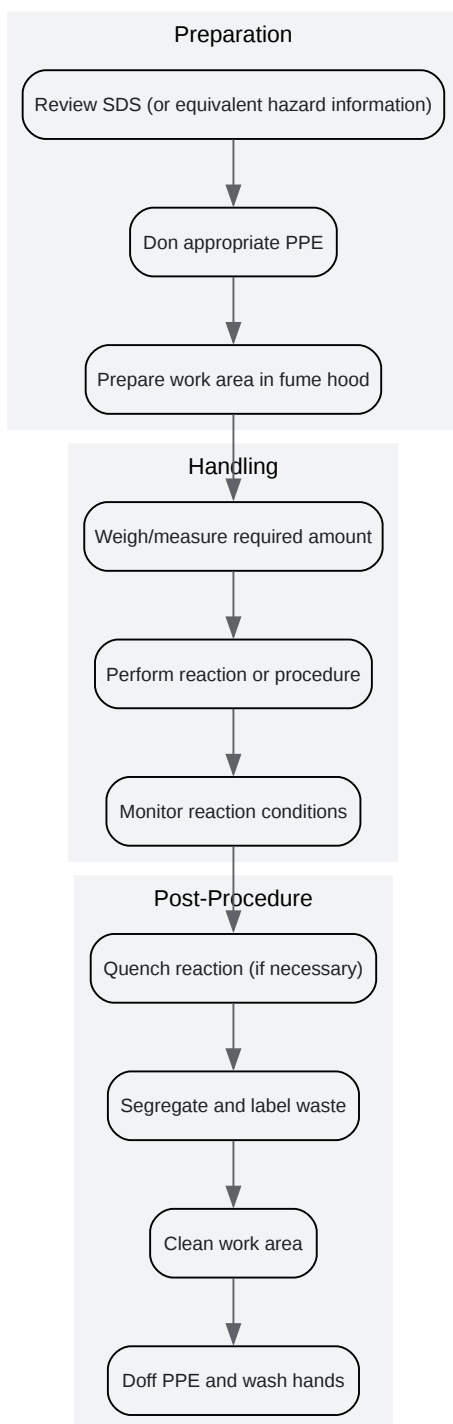 Preparation
Review SDS (or equivalent hazard information)
Don appropriate PPE
Prepare work area in fume hood
Handling
Weigh/measure required amount
Perform reaction or procedure
Monitor reaction conditions
Post-Procedure
Quench reaction (if necessary)
Segregate and label waste
Clean work area
Doff PPE and wash hands